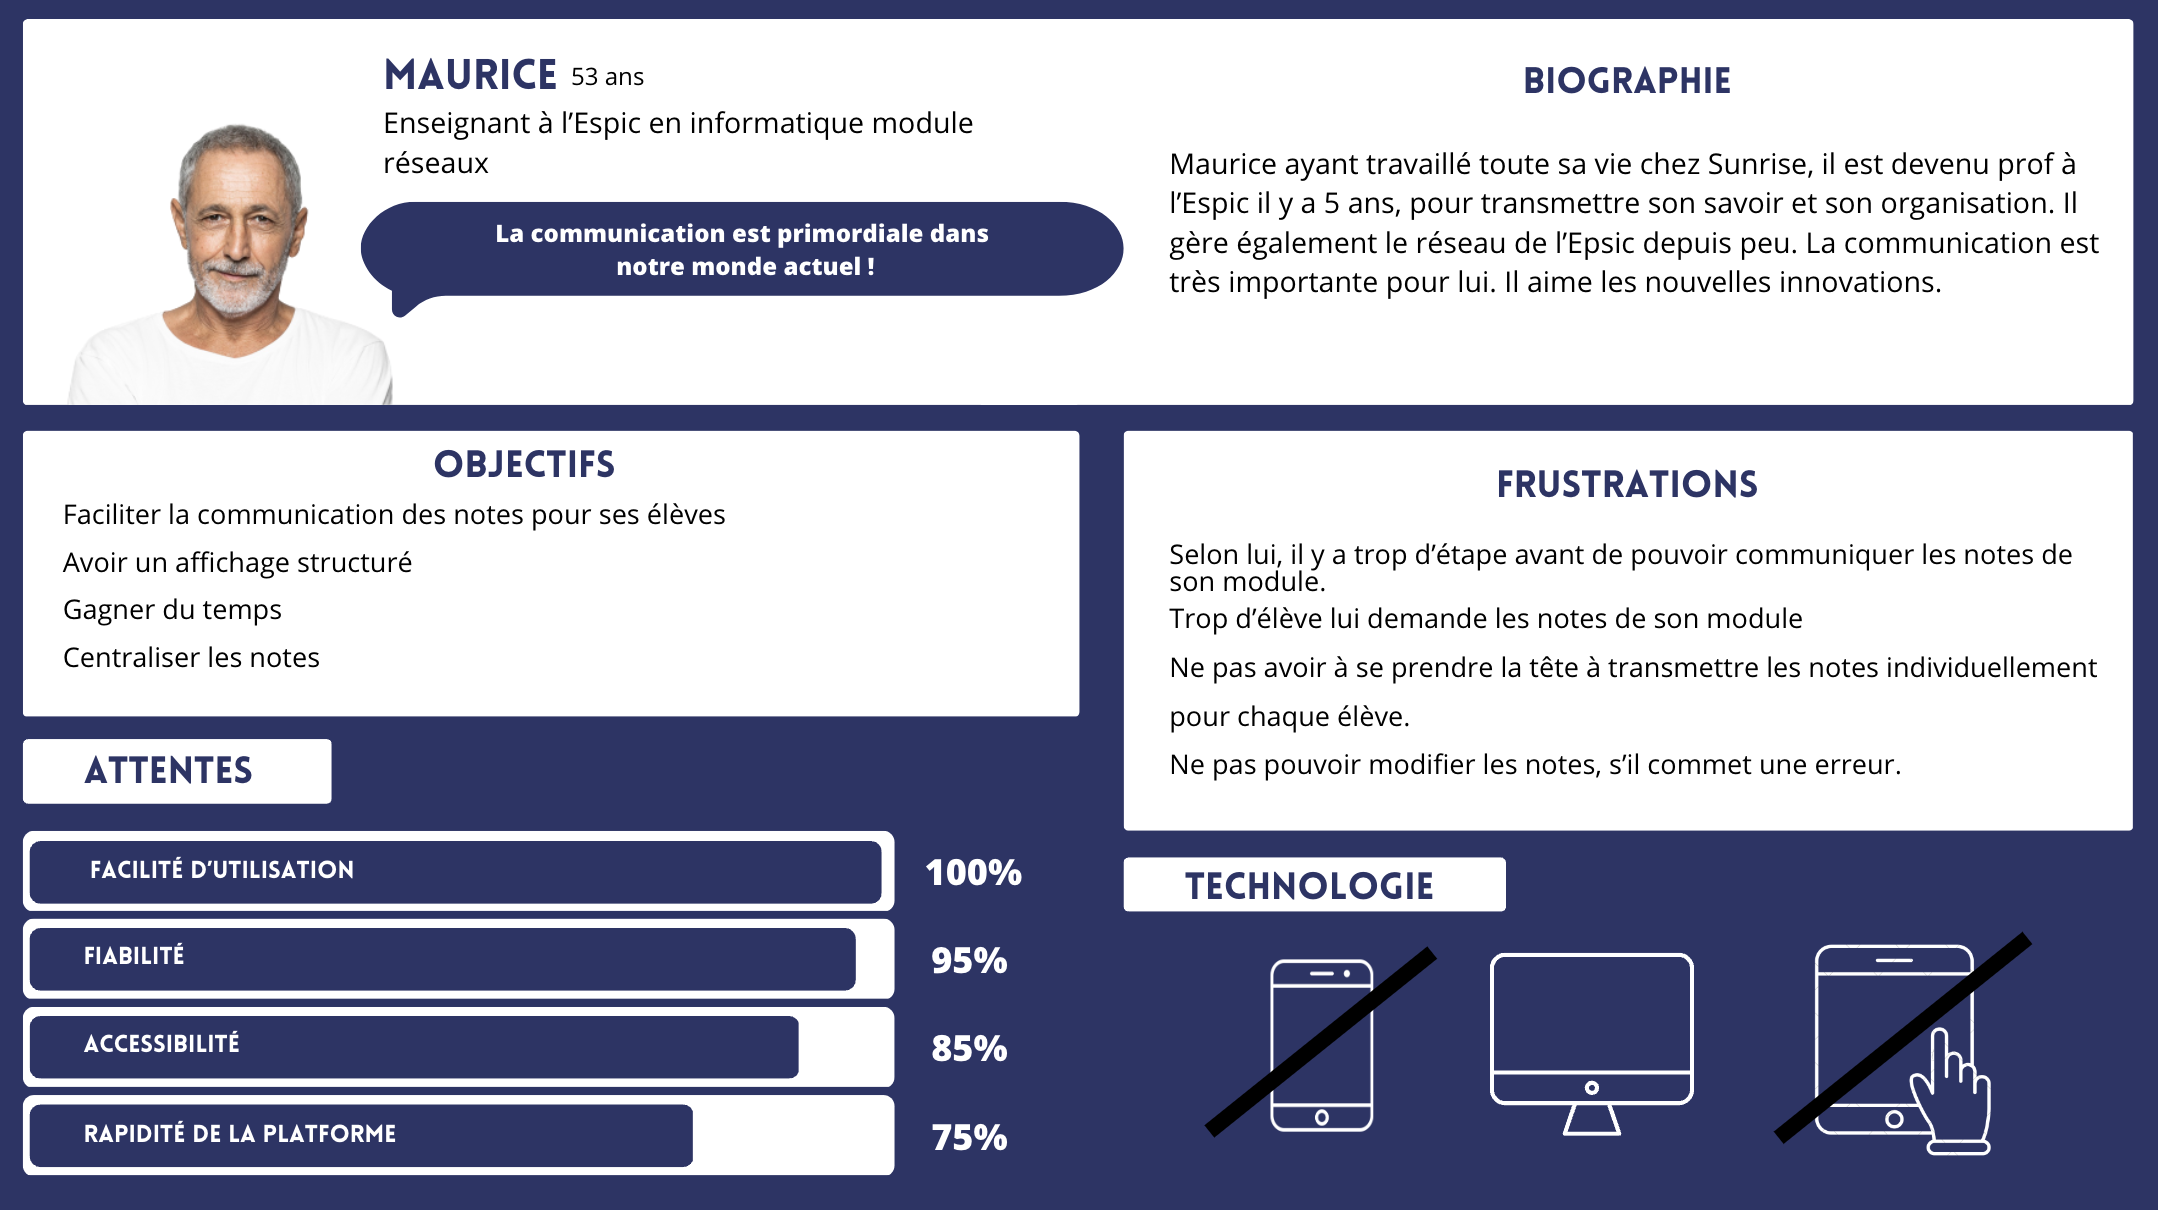 MAURICE 53 ans
Enseignant à l’Espic en informatique module
réseaux
La communication est primordiale dans
notre monde actuel !
BIOGRAPHIE
Maurice ayant travaillé toute sa vie chez Sunrise, il est devenu prof à
l’Espic il y a 5 ans, pour transmettre son savoir et son organisation. Il
gère également le réseau de l’Epsic depuis peu. La communication est
très importante pour lui. Il aime les nouvelles innovations.
OBJECTIFS
Faciliter la communication des notes pour ses élèves
Avoir un affichage structuré
Gagner du temps
Centraliser les notes
FRUSTRATIONS
Selon lui, il y a trop d’étape avant de pouvoir communiquer les notes de
son module.
Trop d’élève lui demande les notes de son module
Ne pas avoir à se prendre la tête à transmettre les notes individuellement
pour chaque élève.
Ne pas pouvoir modifier les notes, s’il commet une erreur.
ATTENTES
FACILITÉ D’UTILISATION 100%
FIABILITÉ 95%
ACCESSIBILITÉ 85%
RAPIDITÉ DE LA PLATFORME 75%
TECHNOLOGIE